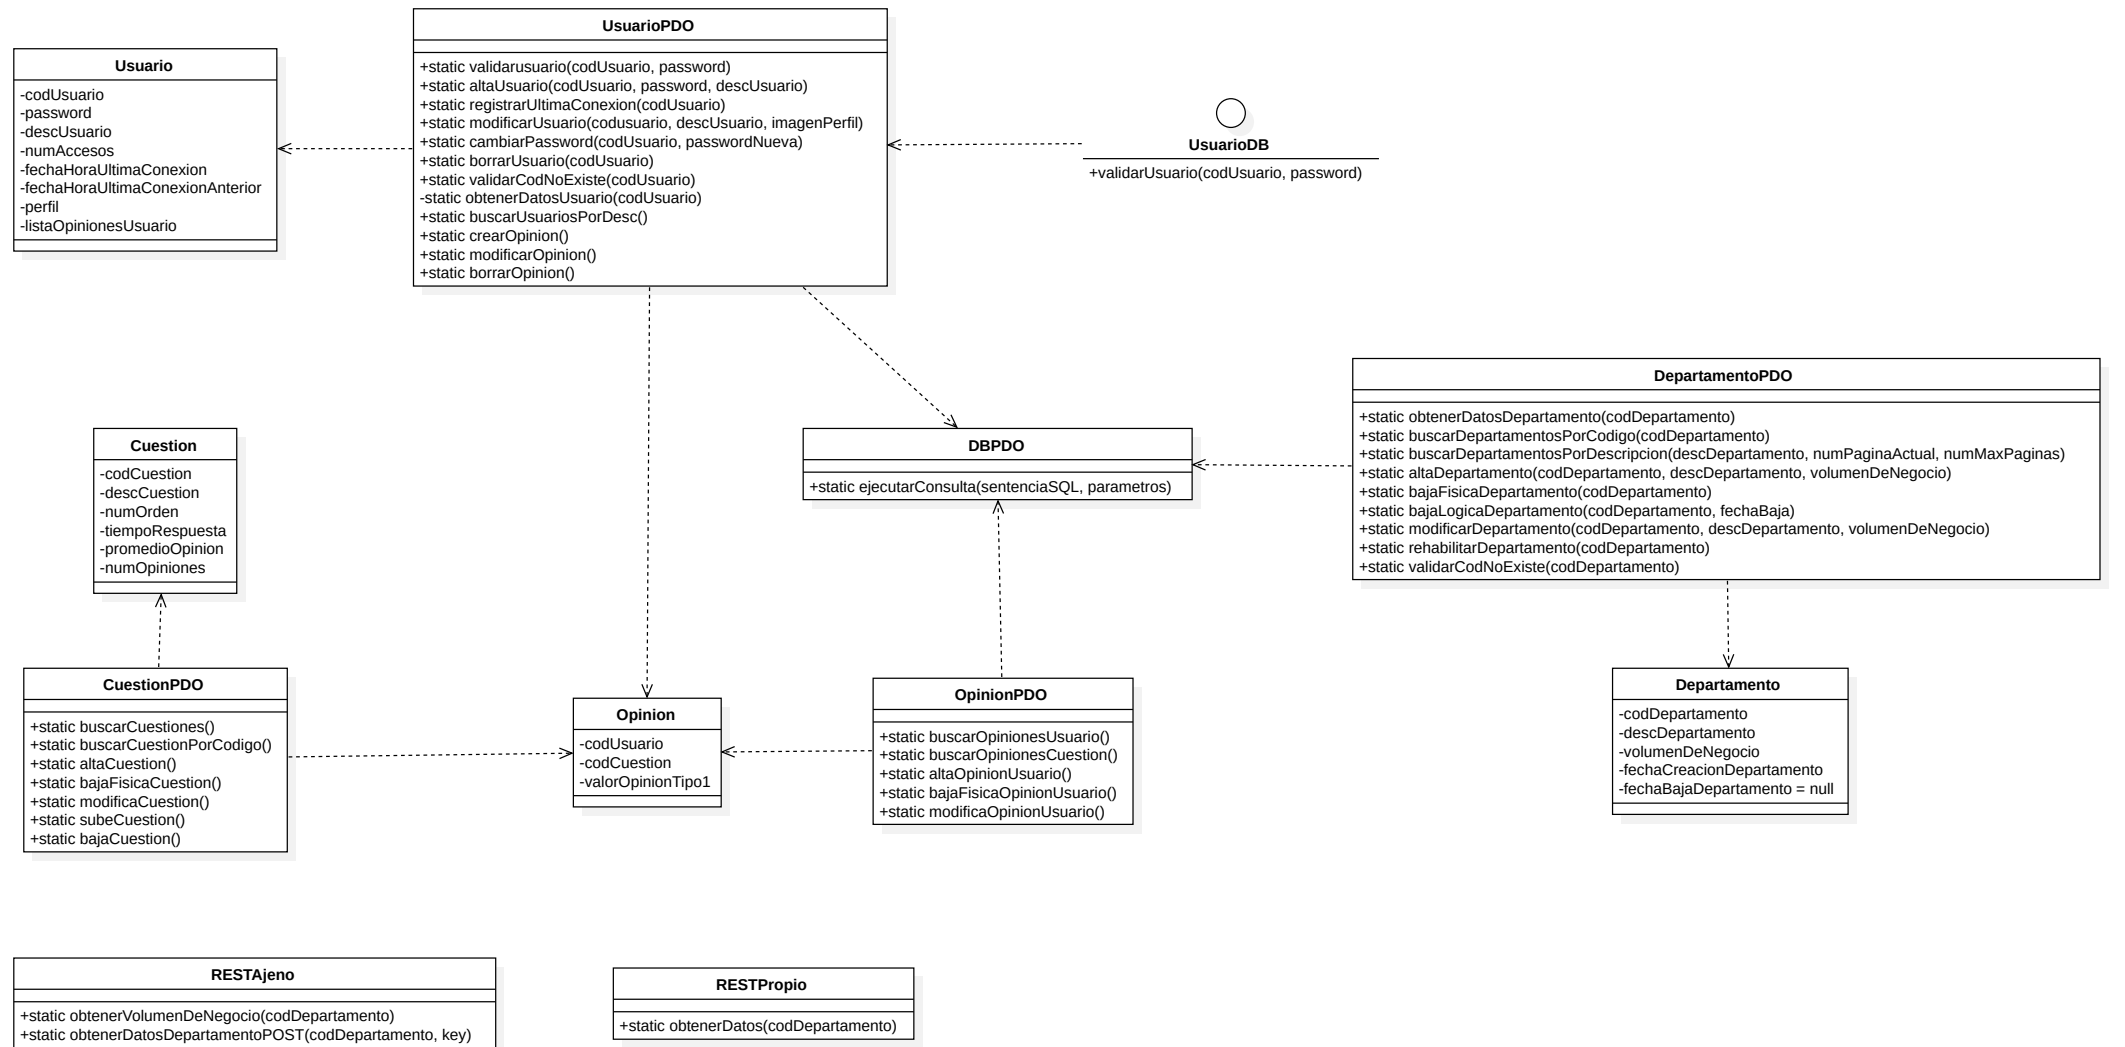 UsuarioPDO
+static validarusuario(codUsuario, password)
+static altaUsuario(codUsuario, password, descUsuario)
+static registrarUltimaConexion(codUsuario)
+static modificarUsuario(codusuario, descUsuario, imagenPerfil)
+static cambiarPassword(codUsuario, passwordNueva)
+static borrarUsuario(codUsuario)
+static validarCodNoExiste(codUsuario)
-static obtenerDatosUsuario(codUsuario)
+static buscarUsuariosPorDesc()
+static crearOpinion()
+static modificarOpinion()
+static borrarOpinion()
Usuario
-codUsuario
-password
-descUsuario
-numAccesos
-fechaHoraUltimaConexion
-fechaHoraUltimaConexionAnterior
-perfil
-listaOpinionesUsuario
UsuarioDB
+validarUsuario(codUsuario, password)
DepartamentoPDO
+static obtenerDatosDepartamento(codDepartamento)
+static buscarDepartamentosPorCodigo(codDepartamento)
+static buscarDepartamentosPorDescripcion(descDepartamento, numPaginaActual, numMaxPaginas)
+static altaDepartamento(codDepartamento, descDepartamento, volumenDeNegocio)
+static bajaFisicaDepartamento(codDepartamento)
+static bajaLogicaDepartamento(codDepartamento, fechaBaja)
+static modificarDepartamento(codDepartamento, descDepartamento, volumenDeNegocio)
+static rehabilitarDepartamento(codDepartamento)
+static validarCodNoExiste(codDepartamento)
Cuestion
-codCuestion
-descCuestion
-numOrden
-tiempoRespuesta
-promedioOpinion
-numOpiniones
DBPDO
+static ejecutarConsulta(sentenciaSQL, parametros)
CuestionPDO
+static buscarCuestiones()
+static buscarCuestionPorCodigo()
+static altaCuestion()
+static bajaFisicaCuestion()
+static modificaCuestion()
+static subeCuestion()
+static bajaCuestion()
Opinion
-codUsuario
-codCuestion
-valorOpinionTipo1
OpinionPDO
+static buscarOpinionesUsuario()
+static buscarOpinionesCuestion()
+static altaOpinionUsuario()
+static bajaFisicaOpinionUsuario()
+static modificaOpinionUsuario()
Departamento
-codDepartamento
-descDepartamento
-volumenDeNegocio
-fechaCreacionDepartamento
-fechaBajaDepartamento = null
RESTAjeno
+static obtenerVolumenDeNegocio(codDepartamento)
+static obtenerDatosDepartamentoPOST(codDepartamento, key)
RESTPropio
+static obtenerDatos(codDepartamento)